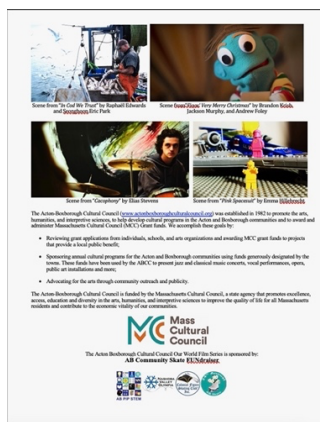 Scene from "In Cod We Trust" by Raphael Edwards
and Seonghoon Eric Park
Scene from "Very Merry Christmas" by Brandon
Jackson Murphy, and Andrew Foley
Scene from "Cacophony" by Elias Stevens
Scene from "Pink Spacesuit" by Emma
The Acton-Boxborough Cultural Council (www.actonboxboroughculturalcouncil.org) was established in 1982 to promote the arts,
humanities, and interpretive sciences, to help develop cultural programs in the Acton and Boxborough communities and to award and
administer Massachusetts Cultural Council (MCC) Grant funds. We accomplish these goals by:
• Reviewing grant applications from individuals, schools, and arts organizations and awarding MCC grant funds to projects
that provide a local public benefit;
• Sponsoring annual cultural programs for the Acton and Boxborough communities using funds generously designated by the
towns. These funds have been used by the ABCC to present jazz and classical music concerts, vocal performances, opera,
public art installations and more;
• Advocating for the arts through community outreach and publicity.
The Acton-Boxborough Cultural Council is funded by the Massachusetts Cultural Council, a state agency that promotes excellence,
access, education and diversity in the arts, humanities, and interpretive sciences to improve the quality of life for all Massachusetts
residents and contribute to the economic vitality of our communities.
Mass
Cultural
Council
The Acton Boxborough Cultural Council Our World Film Series is sponsored by:
AB Community Skate FUNdraiser
AB PIP STEM